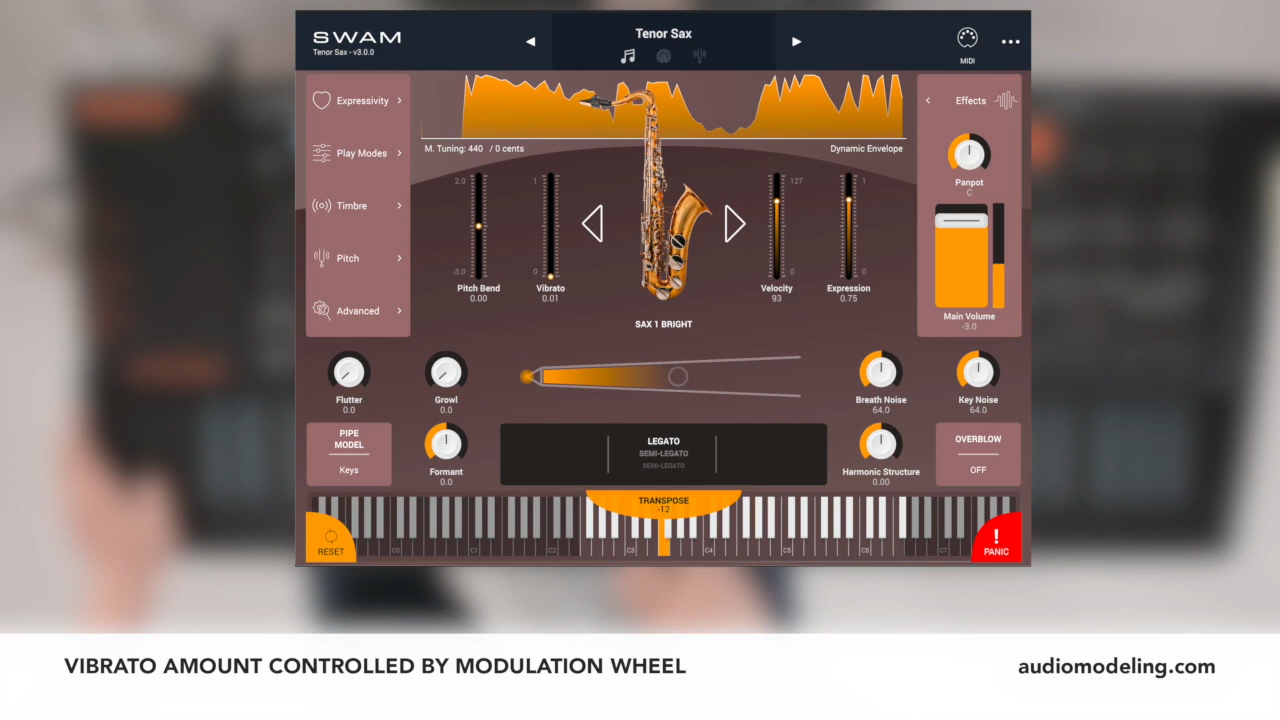 SWAM
Tenor Sax - v3.0.0
Tenor Sax
MIDI
Expressivity
Play Modes
Timbre
Pitch
Advanced
M. Tuning: 440 / 0 cents
Dynamic Envelope
Effects
Panpot
C
Main Volume
-3.0
2.0
-3.0
Pitch Bend
0.00
1
0
Vibrato
0.01
SAX 1 BRIGHT
127
0
Velocity
93
1
0
Expression
0.75
Flutter
0.0
Growl
0.0
Breath Noise
64.0
Key Noise
64.0
PIPE
MODEL
Keys
Formant
0.0
LEGATO
SEMI-LEGATO
SEMI-LEGATO
Harmonic Structure
0.00
OVERBLOW
OFF
TRANSPOSE
-12
RESET
C0 C1 C2 C3 C4 C5 C6 C7
!
PANIC
VIBRATO AMOUNT CONTROLLED BY MODULATION WHEEL
audiomodeling.com